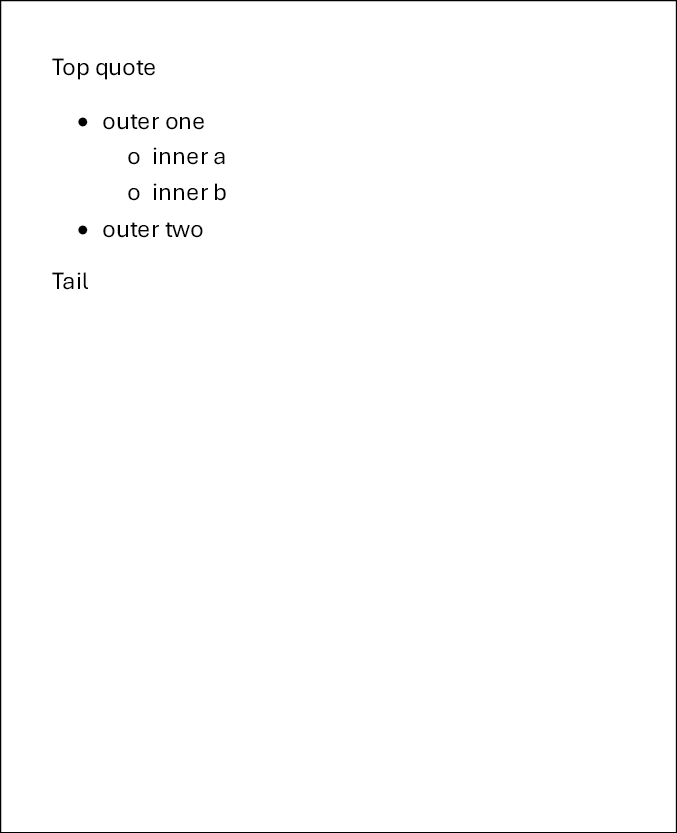 Top quote
• outer one
o inner a
o inner b
• outer two
Tail